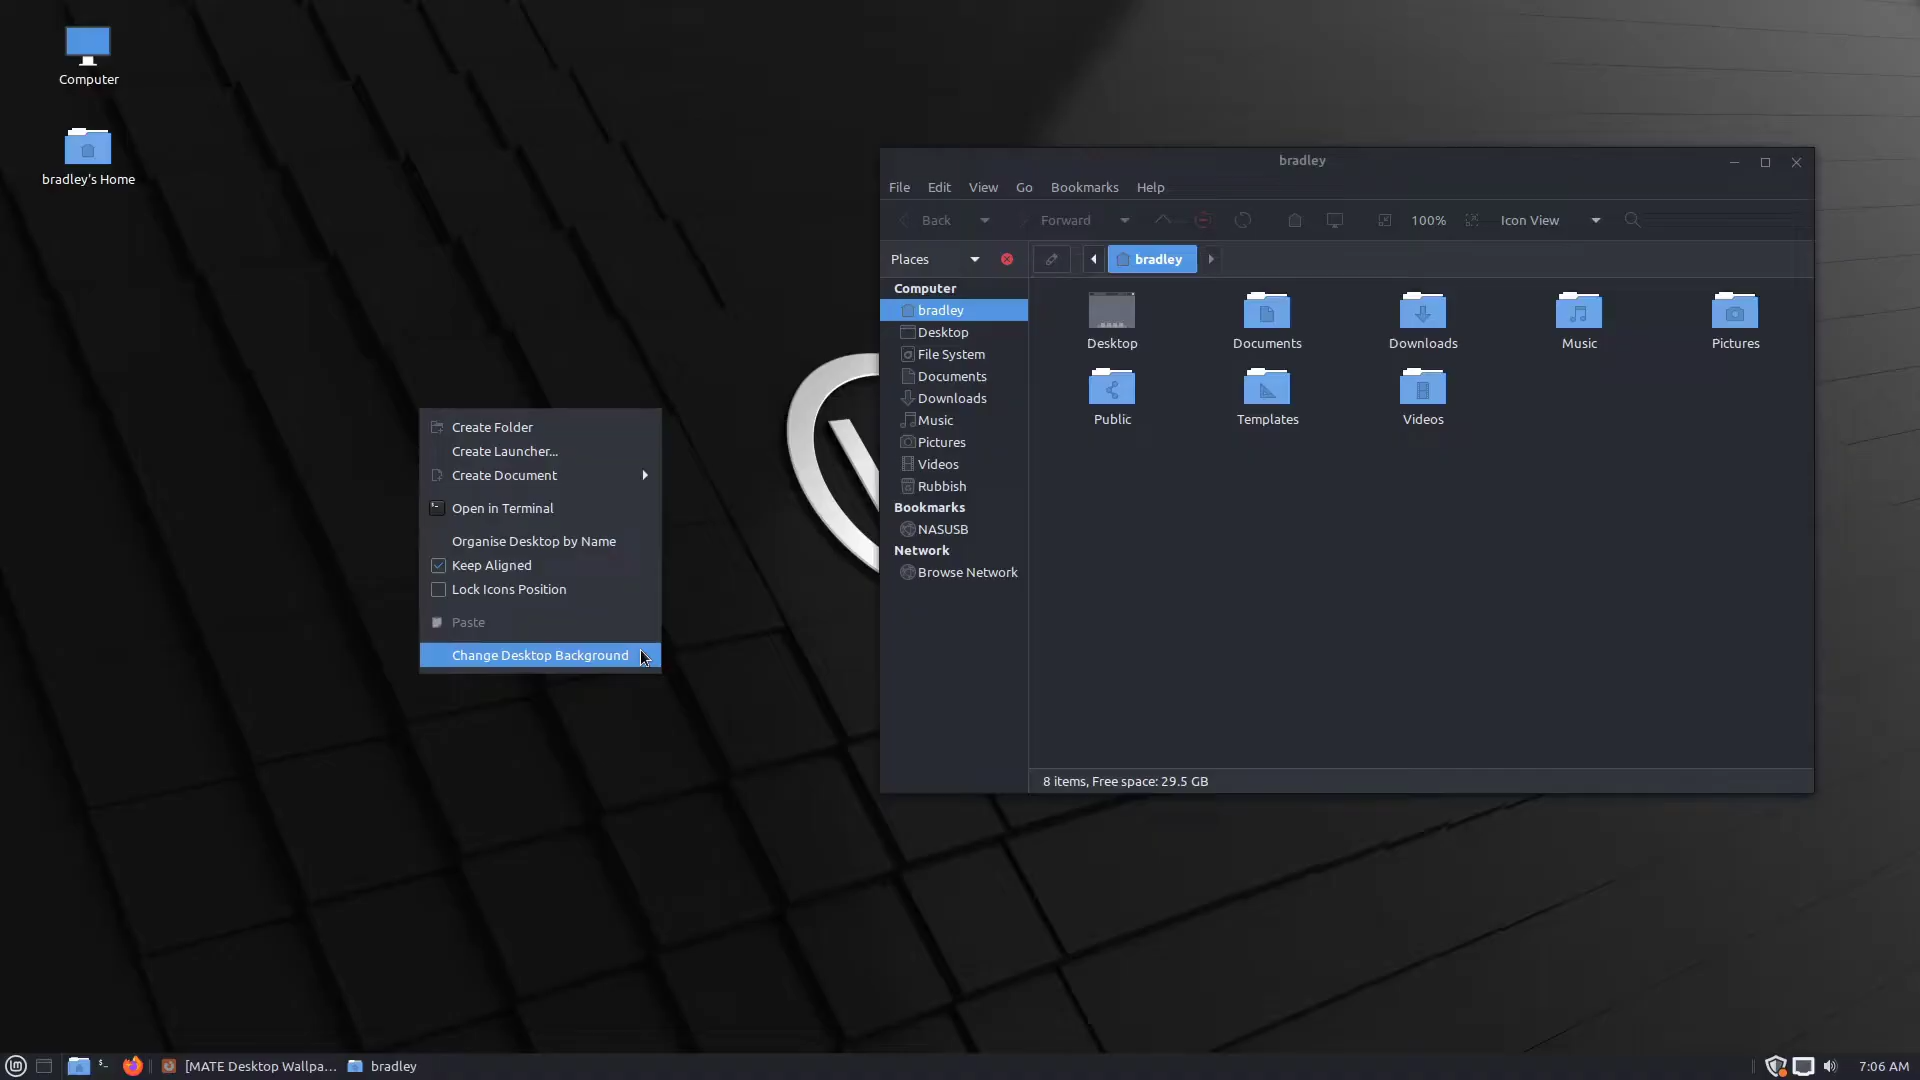 Computer
bradley's Home
Create Folder
Create Launcher...
Create Document
Open in Terminal
Organise Desktop by Name
Keep Aligned
Lock Icons Position
Paste
Change Desktop Background
bradley
File Edit View Go Bookmarks Help
Back Forward 100% Icon View
Places bradley
Computer
bradley
Desktop
File System
Documents
Downloads
Music
Pictures
Videos
Rubbish
Bookmarks
NASUSB
Network
Browse Network
Desktop Documents Downloads Music Pictures
Public Templates Videos
8 items, Free space: 29.5 GB
[MATE Desktop Wallpa... bradley 7:06 AM